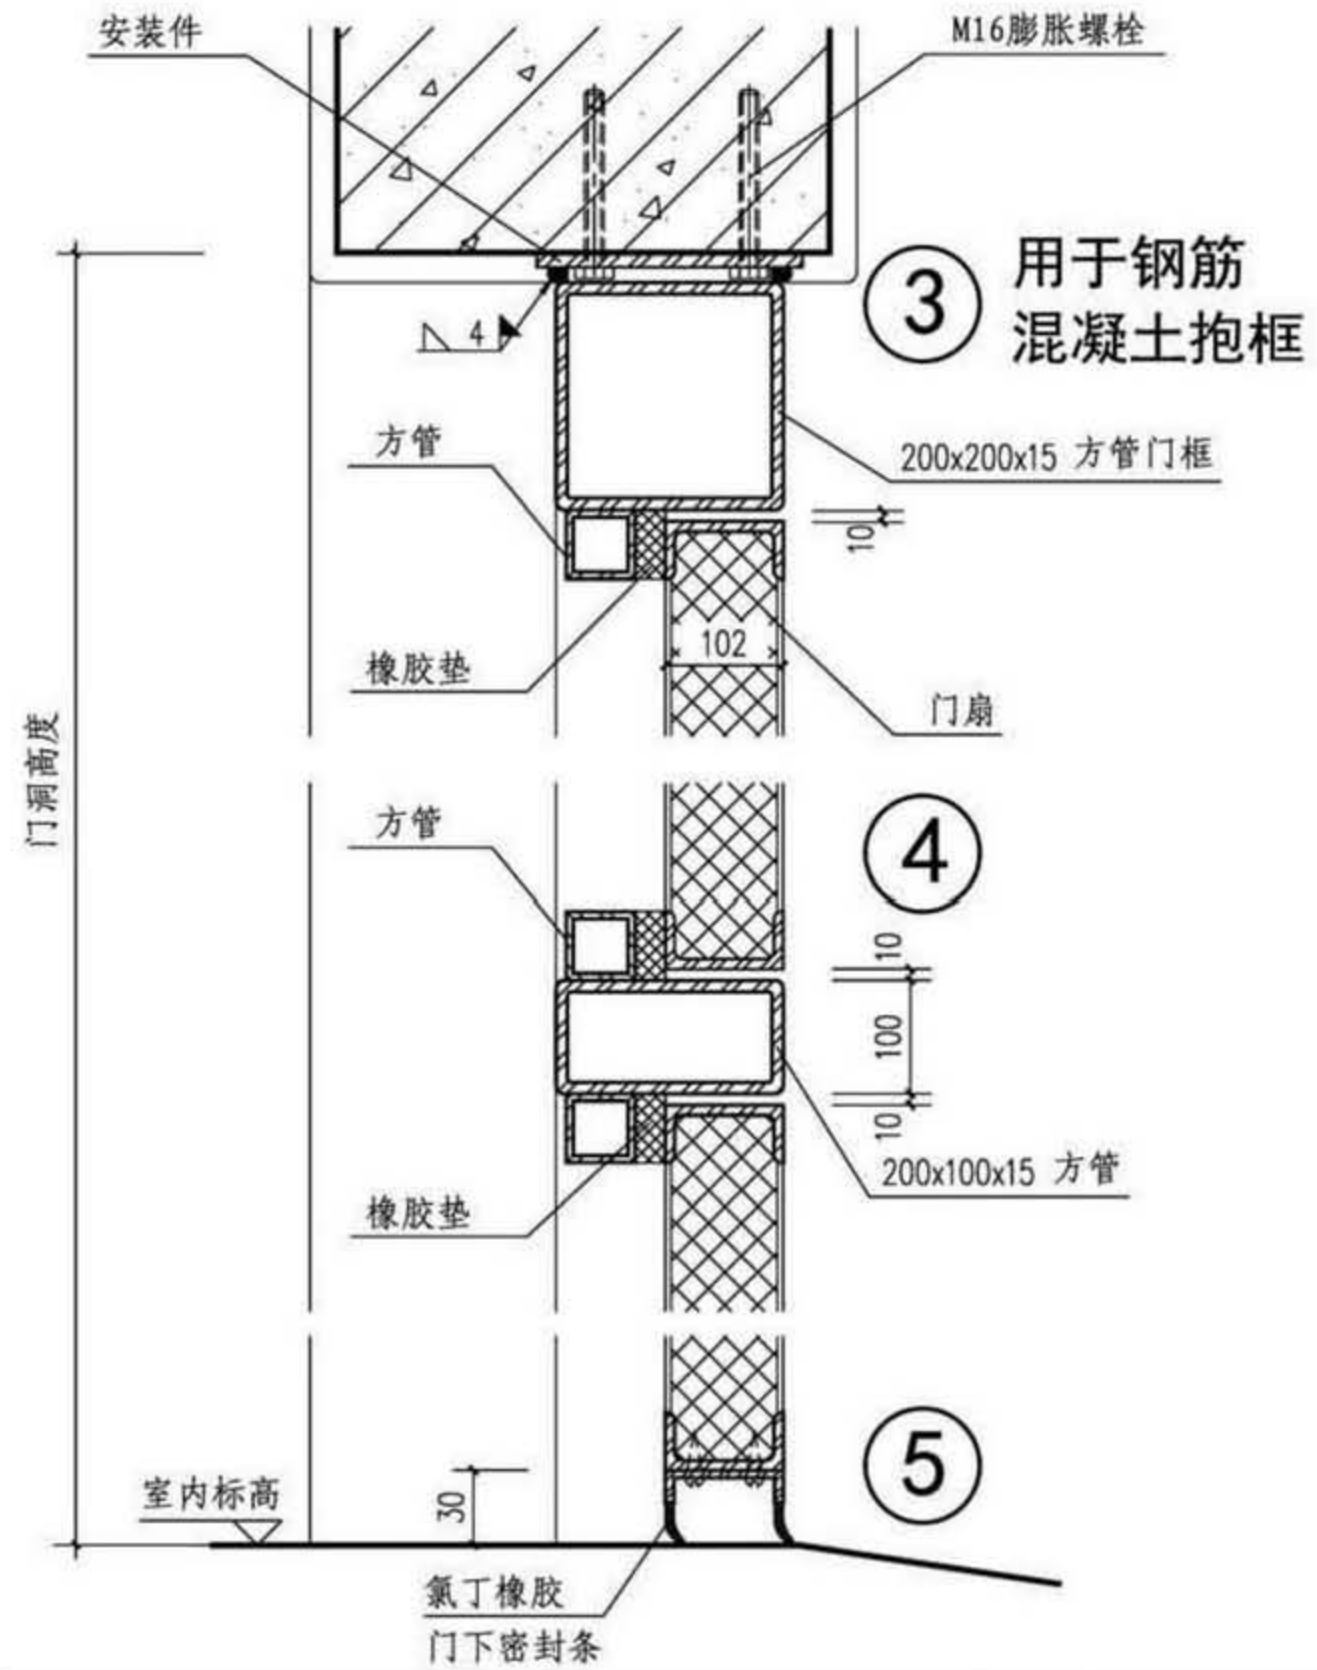 安装件
M16膨胀螺栓
3
用于钢筋
混凝土抱框
4
方管
200x200x15 方管门框
10
102
橡胶垫
门扇
门洞高度
方管
4
10
100
10
200x100x15 方管
橡胶垫
5
室内标高
30
氯丁橡胶
门下密封条